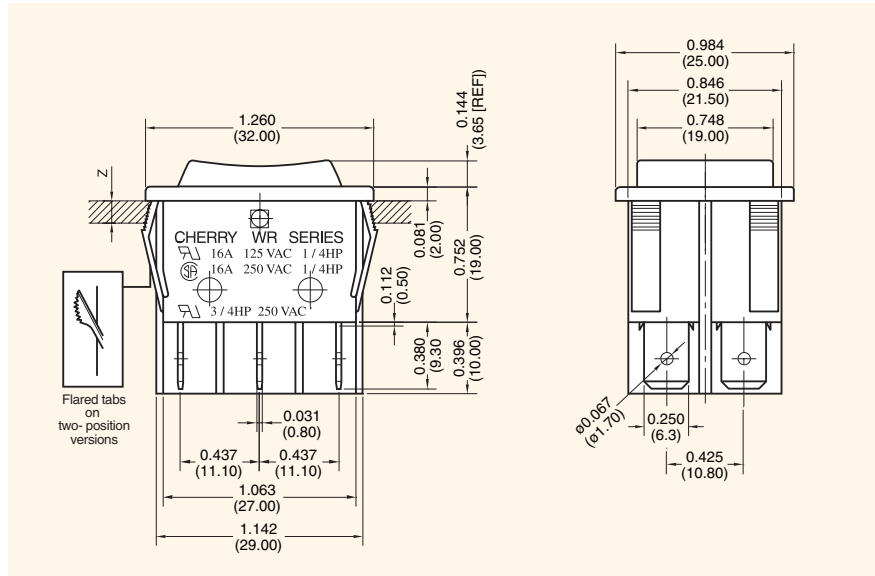 0.984
(25.00)
0.846
(21.50)
0.748
(19.00)
1.260
(32.00)
0.144
(3.65 [REF])
Z
CHERRY WR SERIES
16A 125 VAC 1/4HP
16A 250 VAC 1/4HP
3/4HP 250 VAC
0.081
(2.00)
0.752
(19.00)
0.112
(0.50)
0.380
(9.30
0.396
(10.00)
Flared tabs
on
two- position
versions
0.031
(0.80)
0.437
(11.10)
0.437
(11.10)
1.063
(27.00)
1.142
(29.00)
ø0.067
(ø1.70)
0.250
(6.3)
0.425
(10.80)